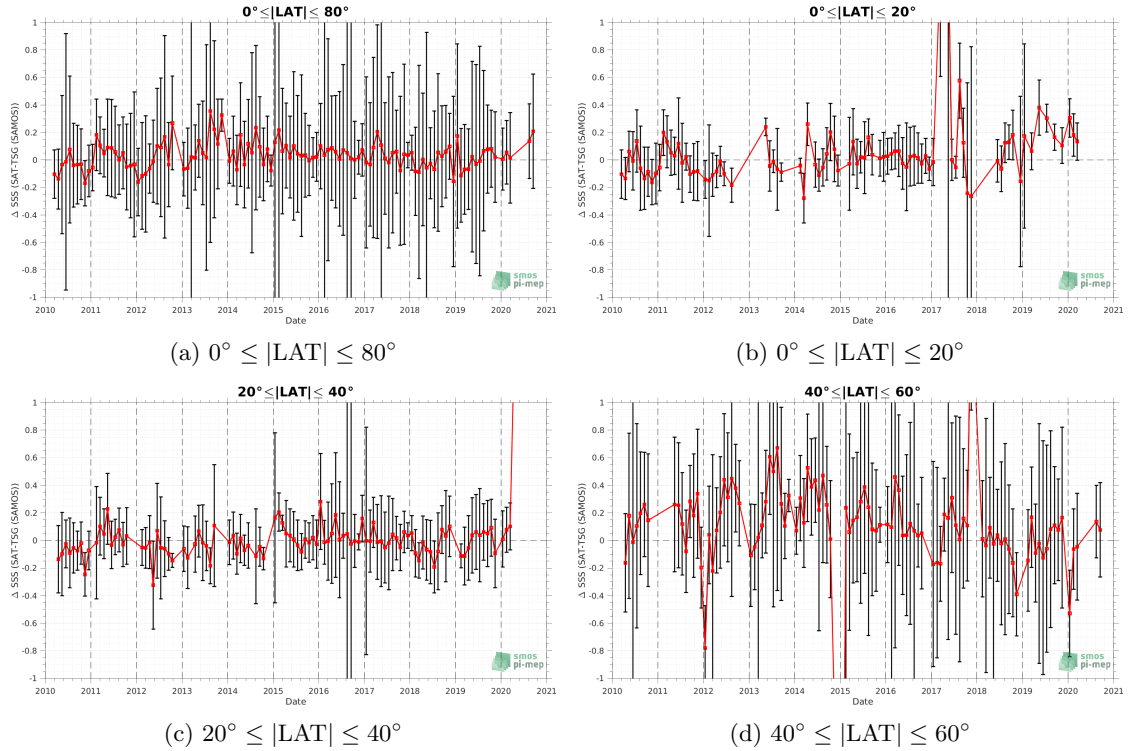 0°≤|LAT|≤ 80°
Δ SSS (SAT-TSG (SAMOS))
1
0.8
0.6
0.4
0.2
0
-0.2
-0.4
-0.6
-0.8
-1
smos
pi-mep
2010 2011 2012 2013 2014 2015 2016 2017 2018 2019 2020 2021
Date
(a) 0° ≤ |LAT| ≤ 80°
0°≤|LAT|≤ 20°
Δ SSS (SAT-TSG (SAMOS))
1
0.8
0.6
0.4
0.2
0
-0.2
-0.4
-0.6
-0.8
-1
smos
pi-mep
2010 2011 2012 2013 2014 2015 2016 2017 2018 2019 2020 2021
Date
(b) 0° ≤ |LAT| ≤ 20°
20°≤|LAT|≤ 40°
Δ SSS (SAT-TSG (SAMOS))
1
0.8
0.6
0.4
0.2
0
-0.2
-0.4
-0.6
-0.8
-1
smos
pi-mep
2010 2011 2012 2013 2014 2015 2016 2017 2018 2019 2020 2021
Date
(c) 20° ≤ |LAT| ≤ 40°
40°≤|LAT|≤ 60°
Δ SSS (SAT-TSG (SAMOS))
1
0.8
0.6
0.4
0.2
0
-0.2
-0.4
-0.6
-0.8
-1
smos
pi-mep
2010 2011 2012 2013 2014 2015 2016 2017 2018 2019 2020 2021
Date
(d) 40° ≤ |LAT| ≤ 60°